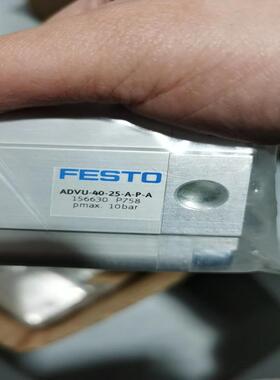 FESTO
ADVU-40-25-A-P-A
156630 P758
pmax. 10bar